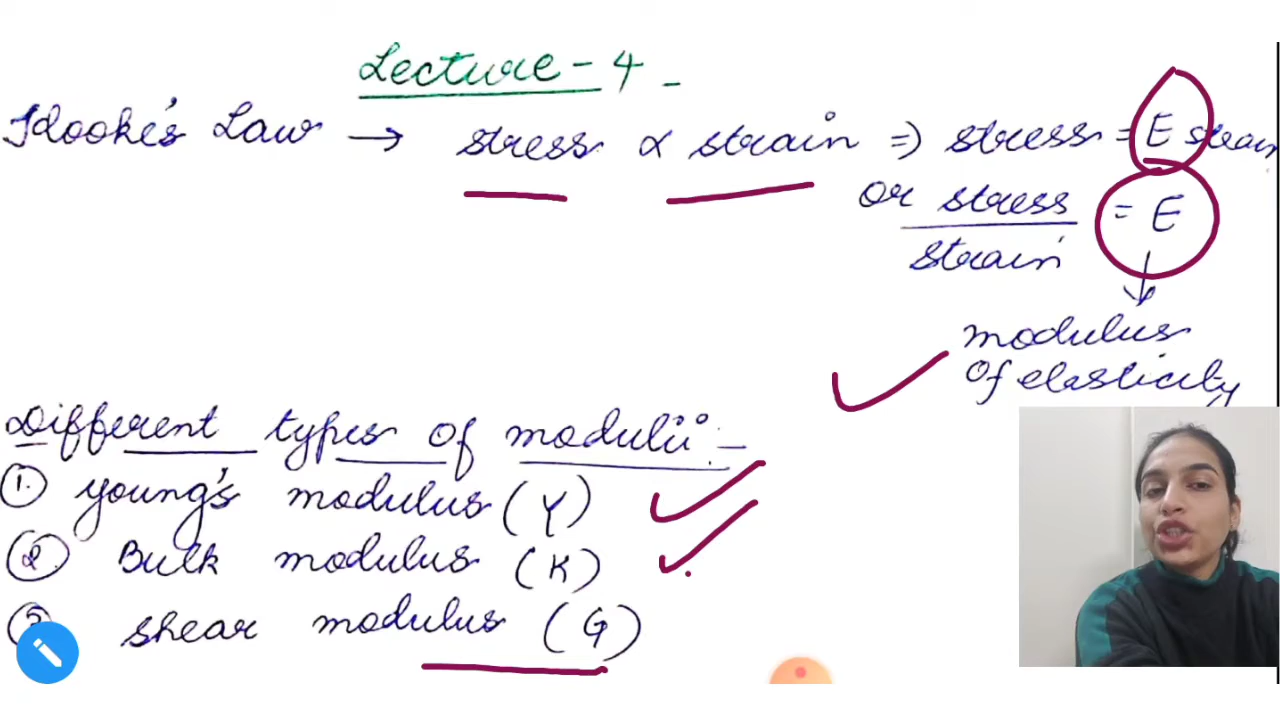 Lecture - 4 -
Hooke's Law → stress ∝ strain ⇒ stress = E strain
or stress/strain = E
↓
modulus
of elasticity
Different types of modulii :-
1. young's modulus (Y)
2. Bulk modulus (K)
3. shear modulus (G)